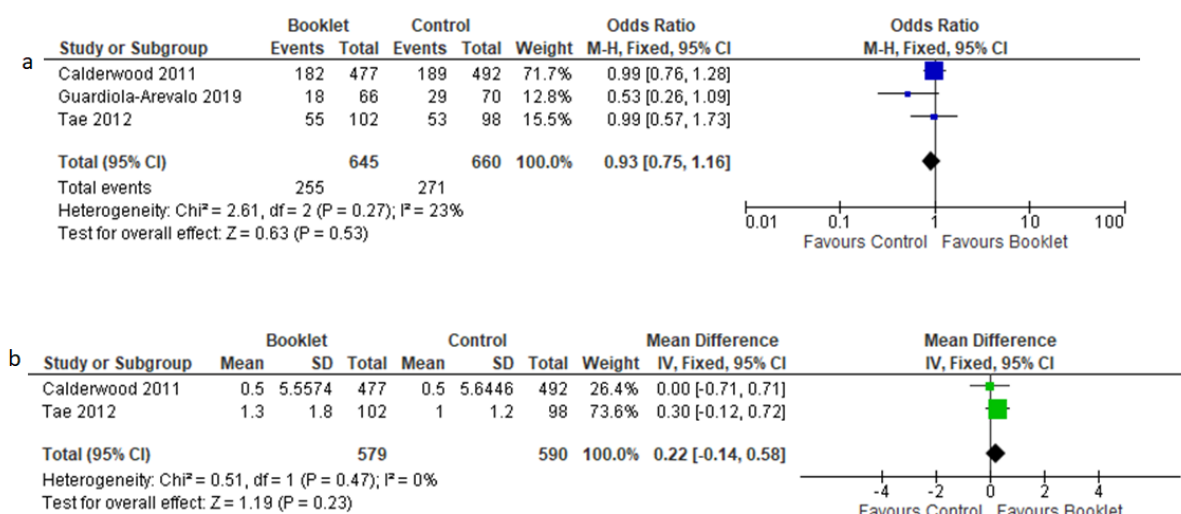 Booklet Control Odds Ratio Odds Ratio
Study or Subgroup Events Total Events Total Weight M-H, Fixed, 95% CI M-H, Fixed, 95% CI
a
Calderwood 2011 182 477 189 492 71.7% 0.99 [0.76, 1.28]
Guardiola-Arevalo 2019 18 66 29 70 12.8% 0.53 [0.26, 1.09]
Tae 2012 55 102 53 98 15.5% 0.99 [0.57, 1.73]
Total (95% CI) 645 660 100.0% 0.93 [0.75, 1.16]
Total events 255 271
Heterogeneity: Chi² = 2.61, df = 2 (P = 0.27); I² = 23%
Test for overall effect: Z = 0.63 (P = 0.53)
0.01 0.1 1 10 100
Favours Control Favours Booklet
Booklet Control Mean Difference Mean Difference
b
Study or Subgroup Mean SD Total Mean SD Total Weight IV, Fixed, 95% CI IV, Fixed, 95% CI
Calderwood 2011 0.5 5.5574 477 0.5 5.6446 492 26.4% 0.00 [-0.71, 0.71]
Tae 2012 1.3 1.8 102 1 1.2 98 73.6% 0.30 [-0.12, 0.72]
Total (95% CI) 579 590 100.0% 0.22 [-0.14, 0.58]
Heterogeneity: Chi² = 0.51, df = 1 (P = 0.47); I² = 0%
Test for overall effect: Z = 1.19 (P = 0.23)
-4 -2 0 2 4
Favours Control Favours Booklet